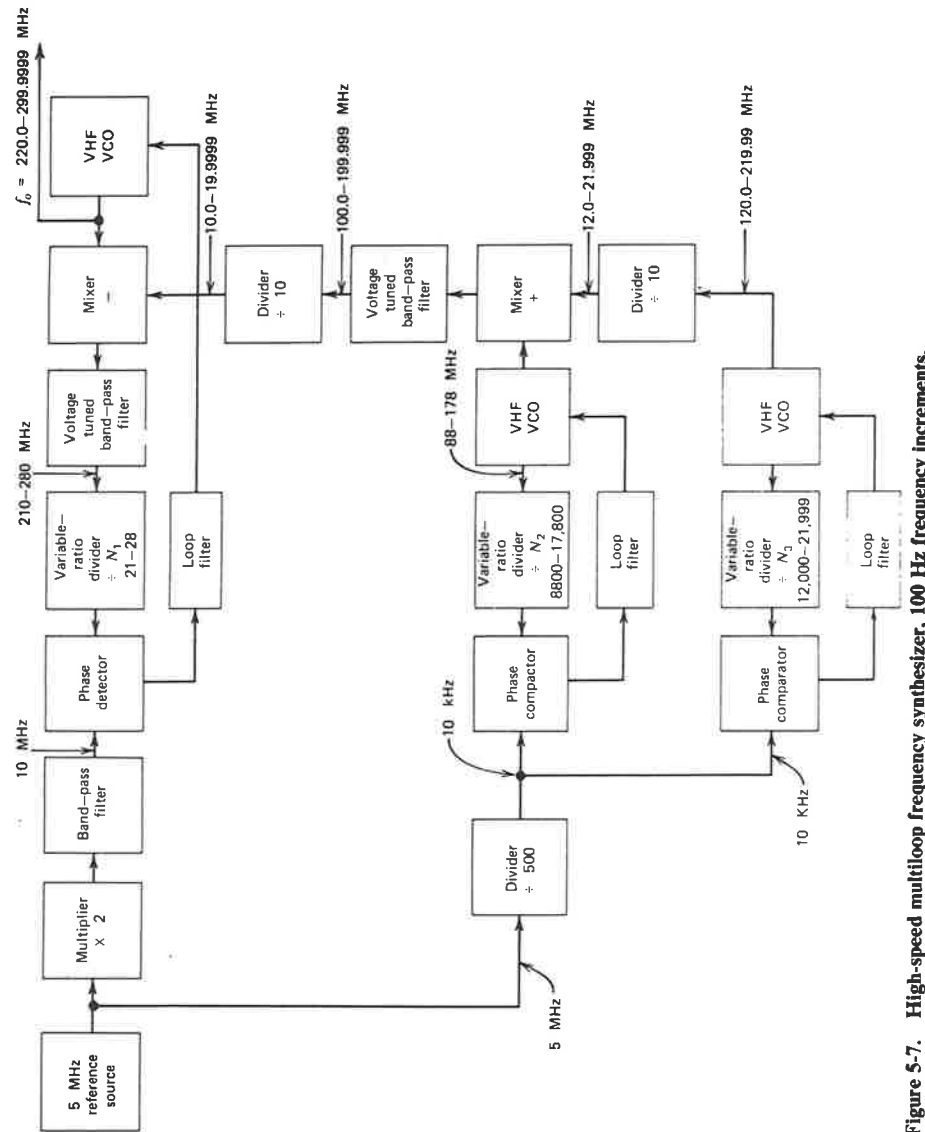 5 MHz
reference
source
Multiplier
x 2
Band–pass
filter
10 MHz
Phase
detector
Variable–
ratio
divider
÷ N₁
21–28
210–280 MHz
Voltage
tuned
band–pass
filter
Mixer
–
VHF
VCO
f₀ = 220.0–299.9999 MHz
Loop
filter
10.0–19.9999 MHz
Divider
÷ 10
100.0–199.999 MHz
Voltage
tuned
band–pass
filter
5 MHz
Divider
÷ 500
10 kHz
Phase
compactor
Variable–
ratio
divider
÷ N₂
8800–17,800
88–178 MHz
VHF
VCO
Mixer
+
Loop
filter
12.0–21.999 MHz
Divider
÷ 10
120.0–219.99 MHz
10 KHz
Phase
comparator
Variable–
ratio
divider
÷ N₃
12,000–21,999
VHF
VCO
Loop
filter
Figure 5-7. High-speed multiloop frequency synthesizer, 100 Hz frequency increments.